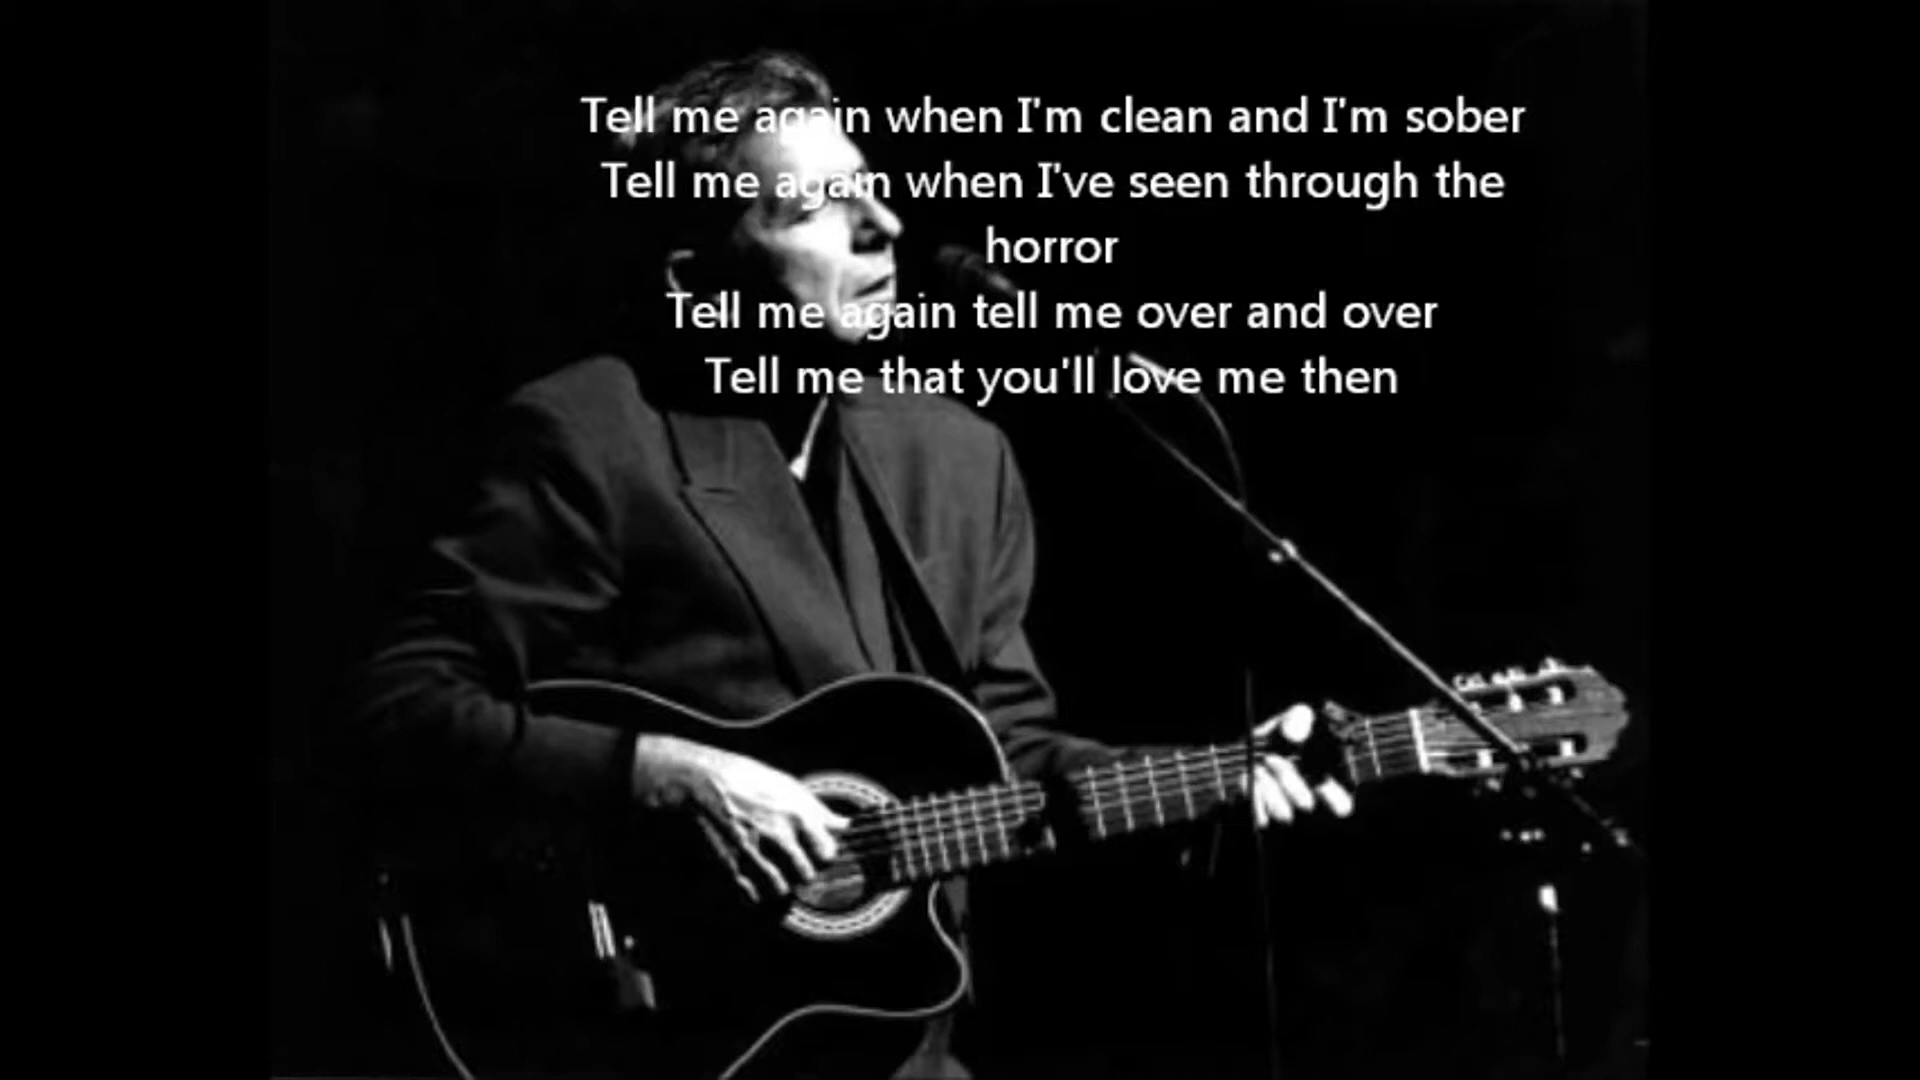 Tell me again when I'm clean and I'm sober
Tell me again when I've seen through the
horror
Tell me again tell me over and over
Tell me that you'll love me then